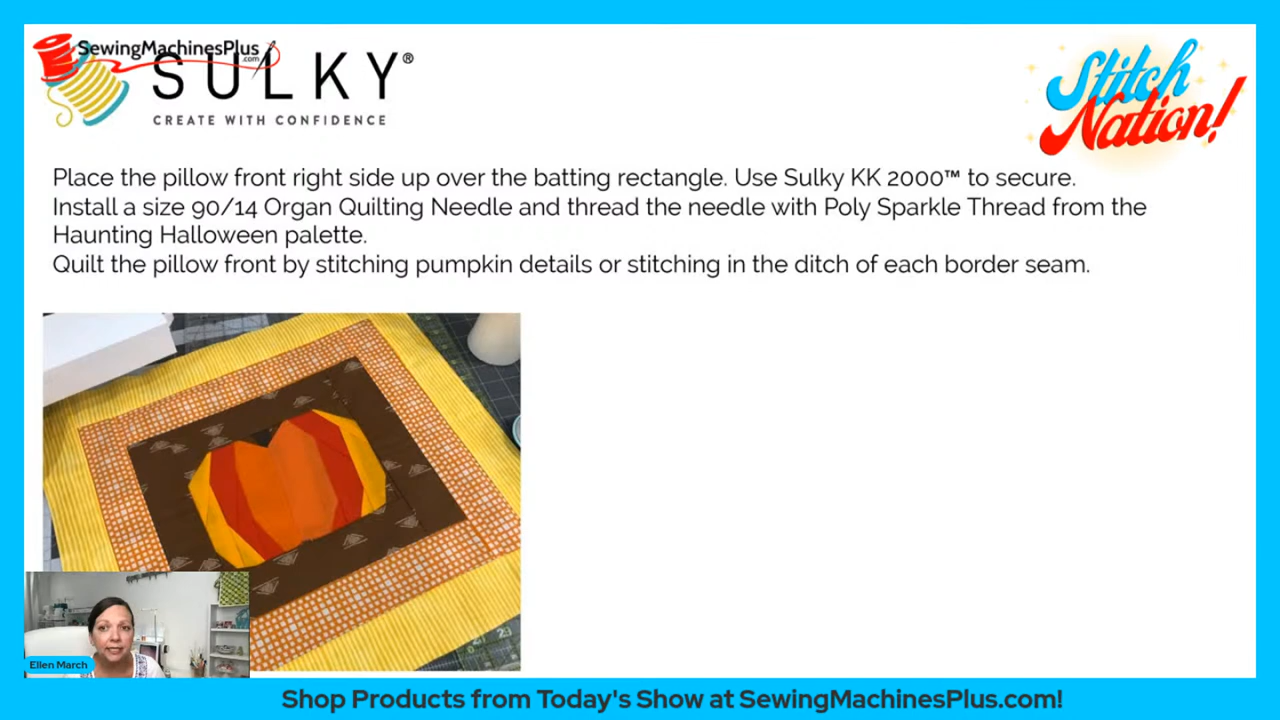 SewingMachinesPlus
.com
SULKY®
CREATE WITH CONFIDENCE
Stitch
Nation!
Place the pillow front right side up over the batting rectangle. Use Sulky KK 2000™ to secure.
Install a size 90/14 Organ Quilting Needle and thread the needle with Poly Sparkle Thread from the
Haunting Halloween palette.
Quilt the pillow front by stitching pumpkin details or stitching in the ditch of each border seam.
23
Ellen March
Shop Products from Today's Show at SewingMachinesPlus.com!